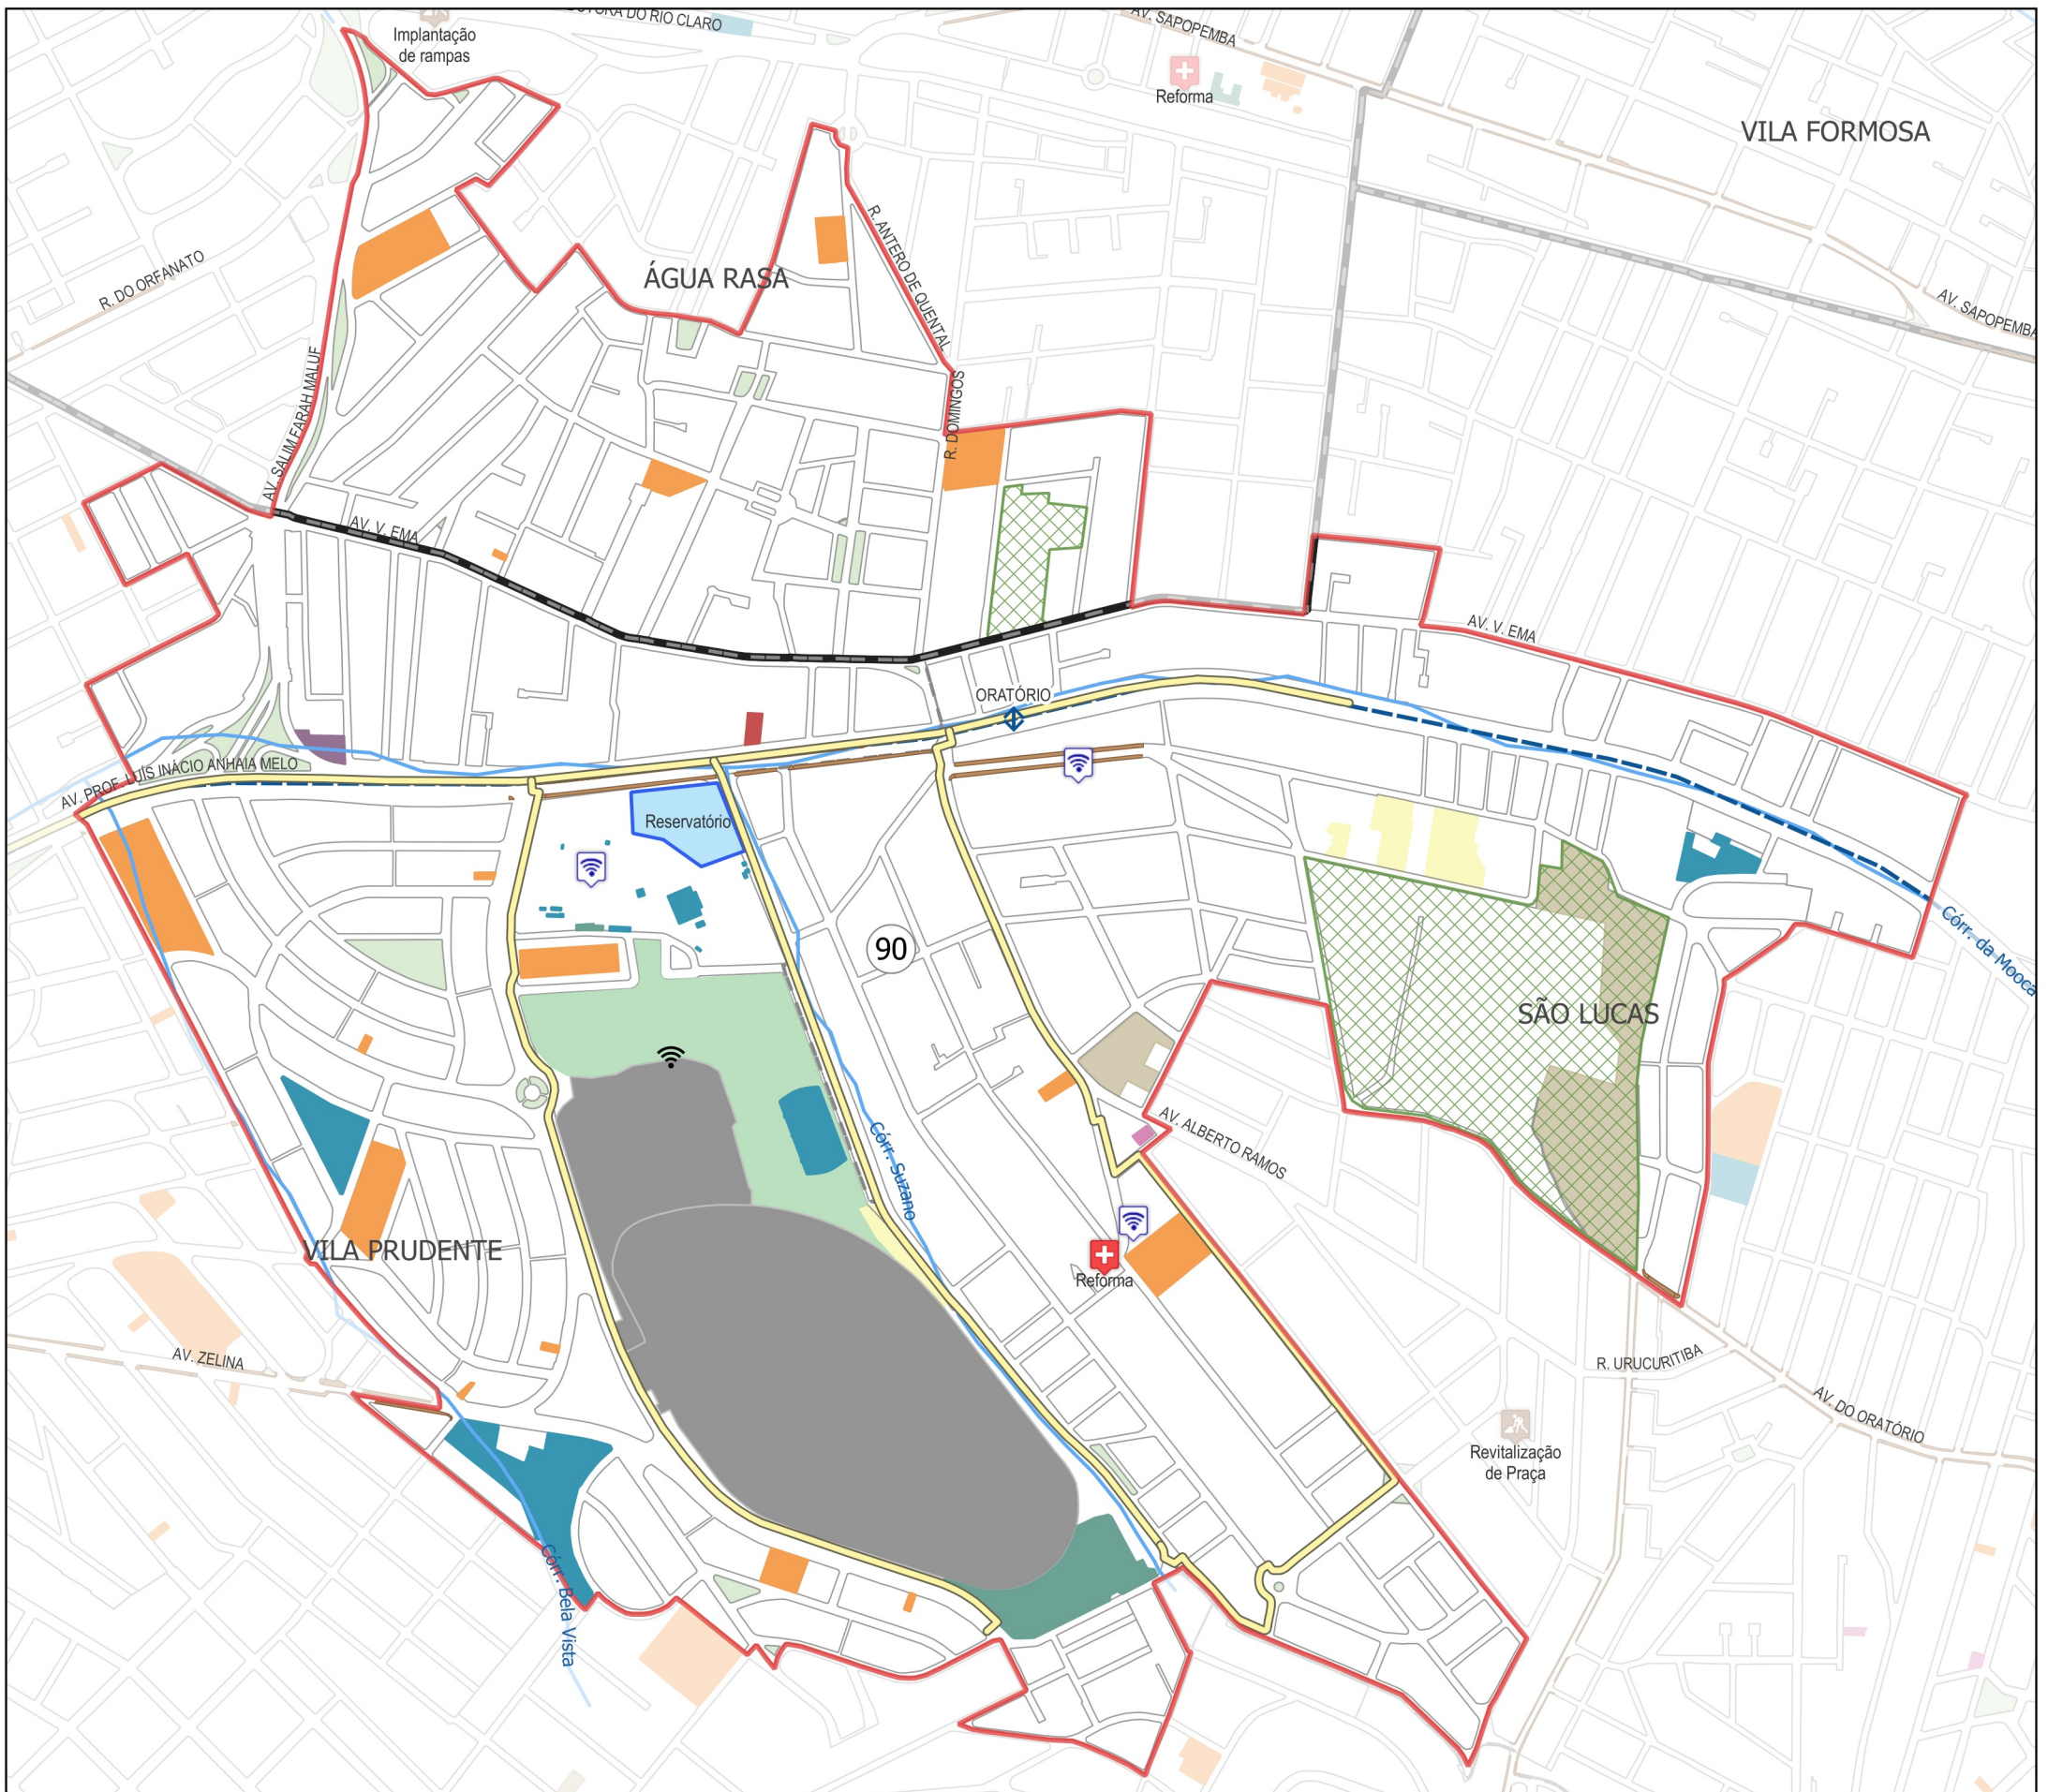 Implantação
de rampas
DO RIO CLARO
AV. SAPOPEMBA
Reforma
VILA FORMOSA
R. DO ORFANATO
ÁGUA RASA
R. ANTERO DE QUENTAL
AV. SAPOPEMBA
AV. SALIM FARAH MALUF
R. DOMINGOS
AV. V. EMA
AV. V. EMA
ORATÓRIO
AV. PROF. LUÍS INÁCIO ANHAIA MELO
Reservatório
90
Córr. da Mooca
SÃO LUCAS
AV. ALBERTO RAMOS
Córr. Suzano
VILA PRUDENTE
Reforma
AV. ZELINA
R. URUCURITIBA
AV. DO ORATÓRIO
Revitalização
de Praça
Córr. Bela Vista